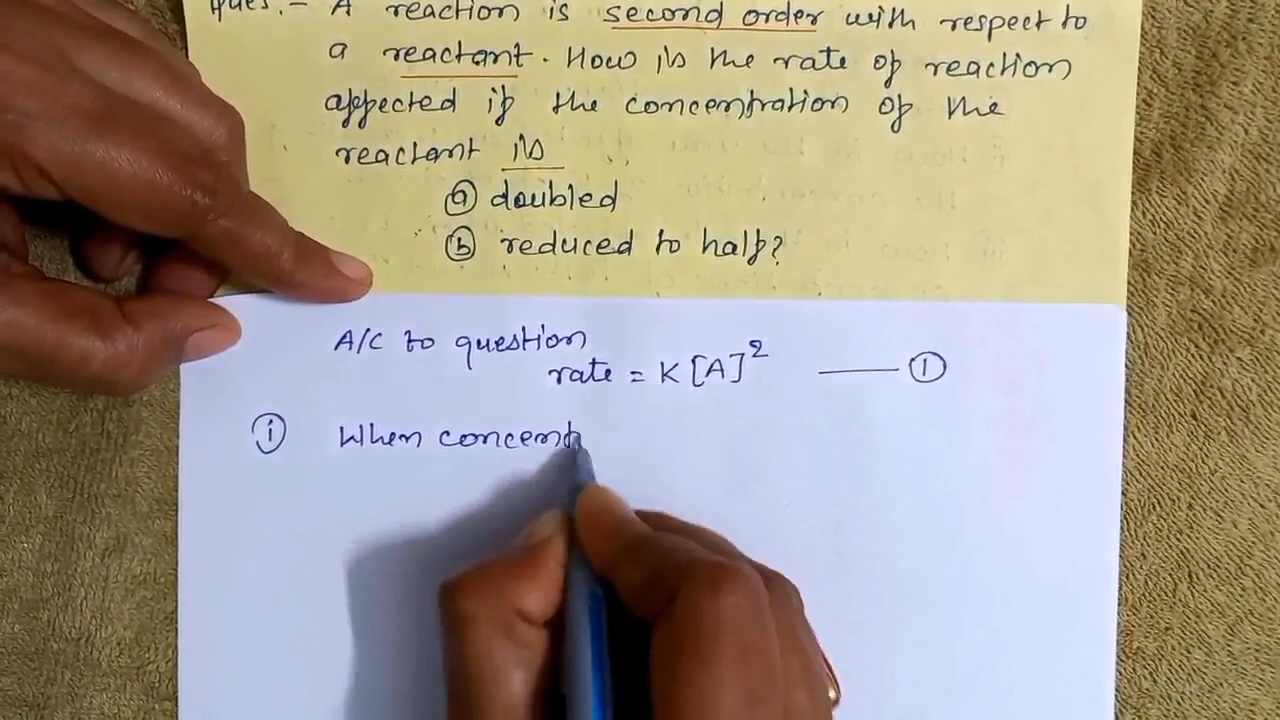 Ques.- A reaction is second order with respect to
a reactant. How is the rate of reaction
affected if the concentration of the
reactant is
(a) doubled
(b) reduced to half?
A/C to question
rate = K[A]² —— ①
(i) When concent